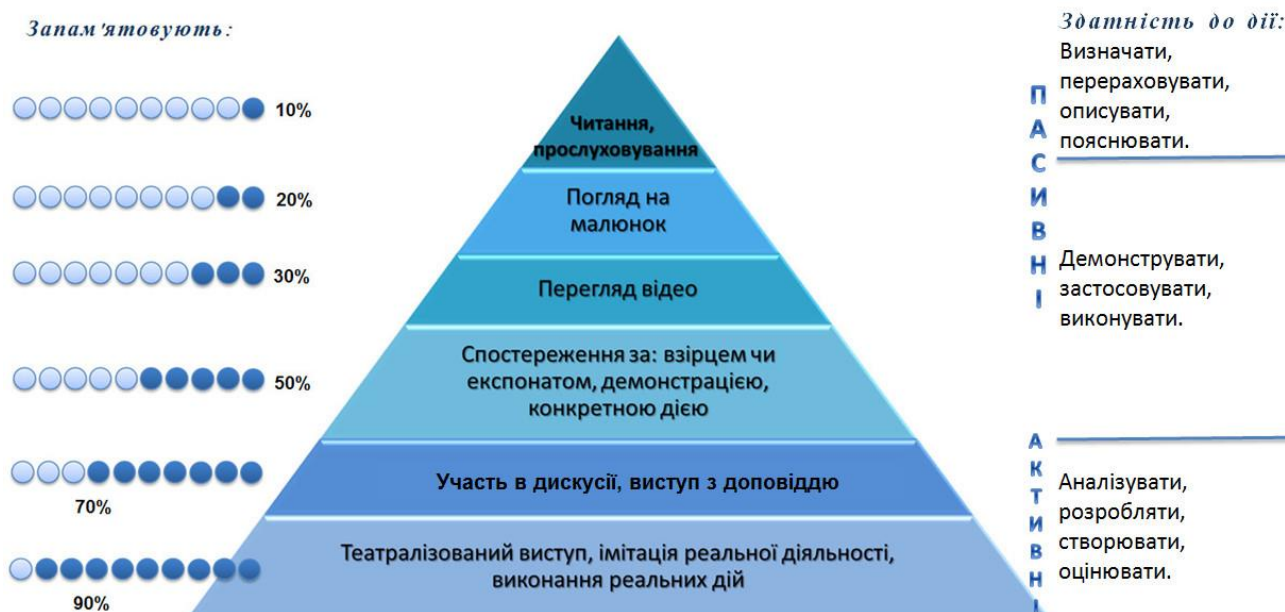 Запам'ятовують:
10%
20%
30%
50%
70%
90%
Читання,
прослуховування
Погляд на
малюнок
Перегляд відео
Спостереження за: взірцем чи
експонатом, демонстрацією,
конкретною дією
Участь в дискусії, виступ з доповіддю
Театралізований виступ, імітація реальної діяльності,
виконання реальних дій
ПАСИВНІ
АКТИВНІ
Здатність до дії:
Визначати,
перераховувати,
описувати,
пояснювати.
Демонструвати,
застосовувати,
виконувати.
Аналізувати,
розробляти,
створювати,
оцінювати.